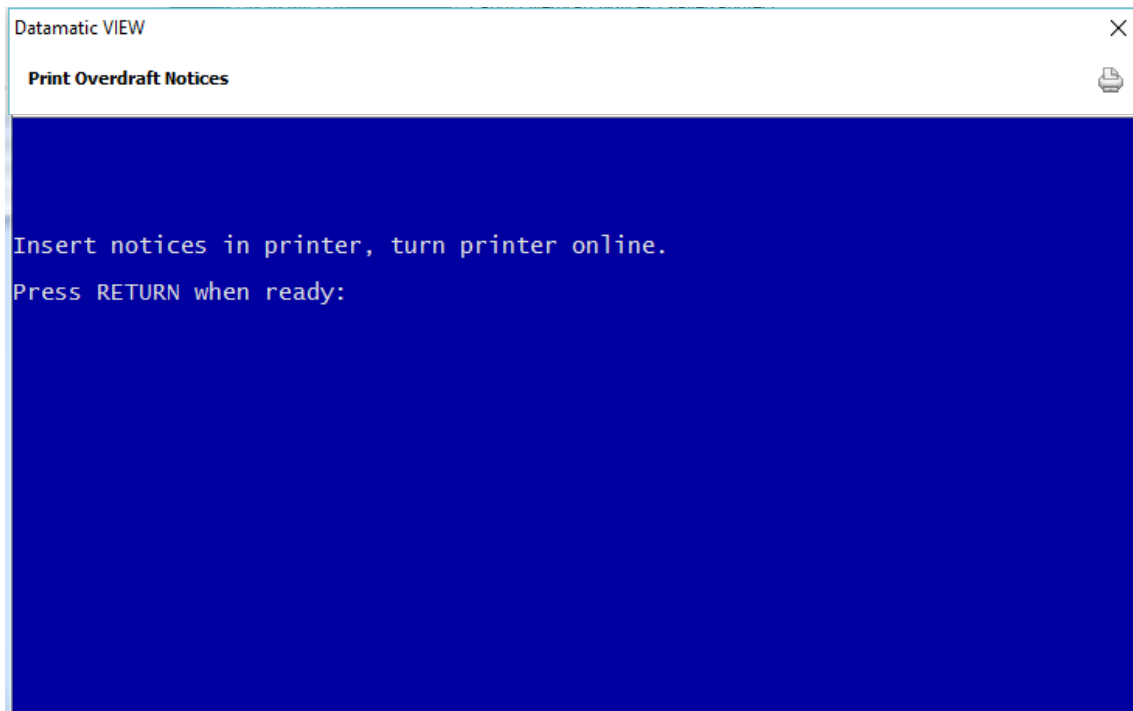 Datamatic VIEW
Print Overdraft Notices
Insert notices in printer, turn printer online.
Press RETURN when ready: